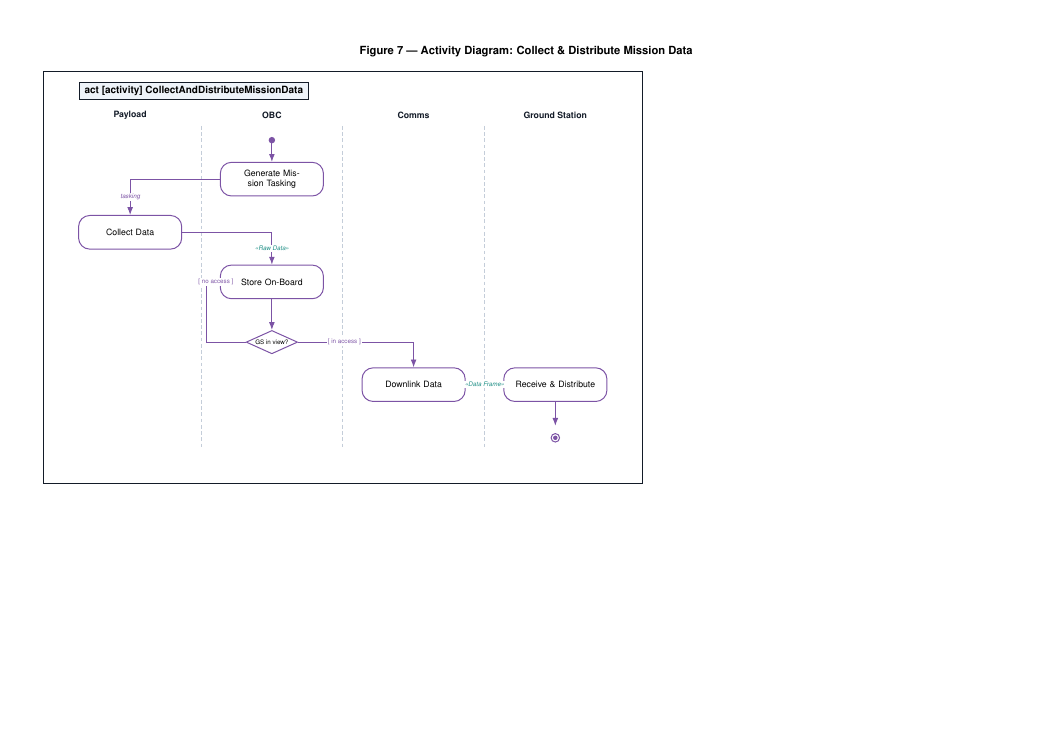 Figure 7 — Activity Diagram: Collect & Distribute Mission Data
act [activity] CollectAndDistributeMissionData
Payload
OBC
Comms
Ground Station
Generate Mis-
sion Tasking
tasking
Collect Data
«Raw Data»
[ no access ]
Store On-Board
GS in view?
[ in access ]
Downlink Data
«Data Frame»
Receive & Distribute